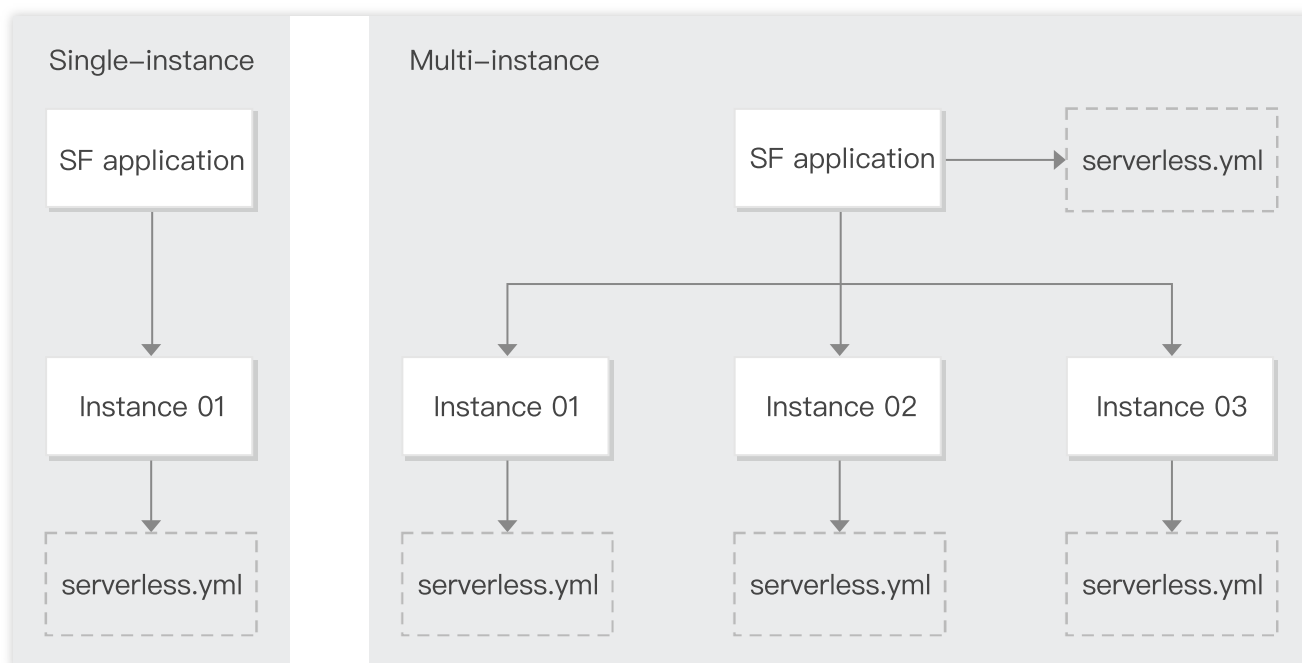 Single–instance
SF application
Instance 01
serverless.yml
Multi–instance
SF application
serverless.yml
Instance 01
Instance 02
Instance 03
serverless.yml
serverless.yml
serverless.yml